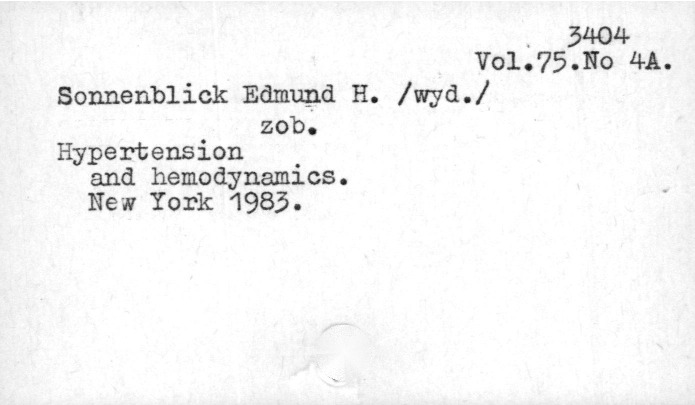 3404
Vol.75.No 4A.
Sonnenblick Edmund H. /wyd./
zob.
Hypertension
and hemodynamics.
New York 1983.